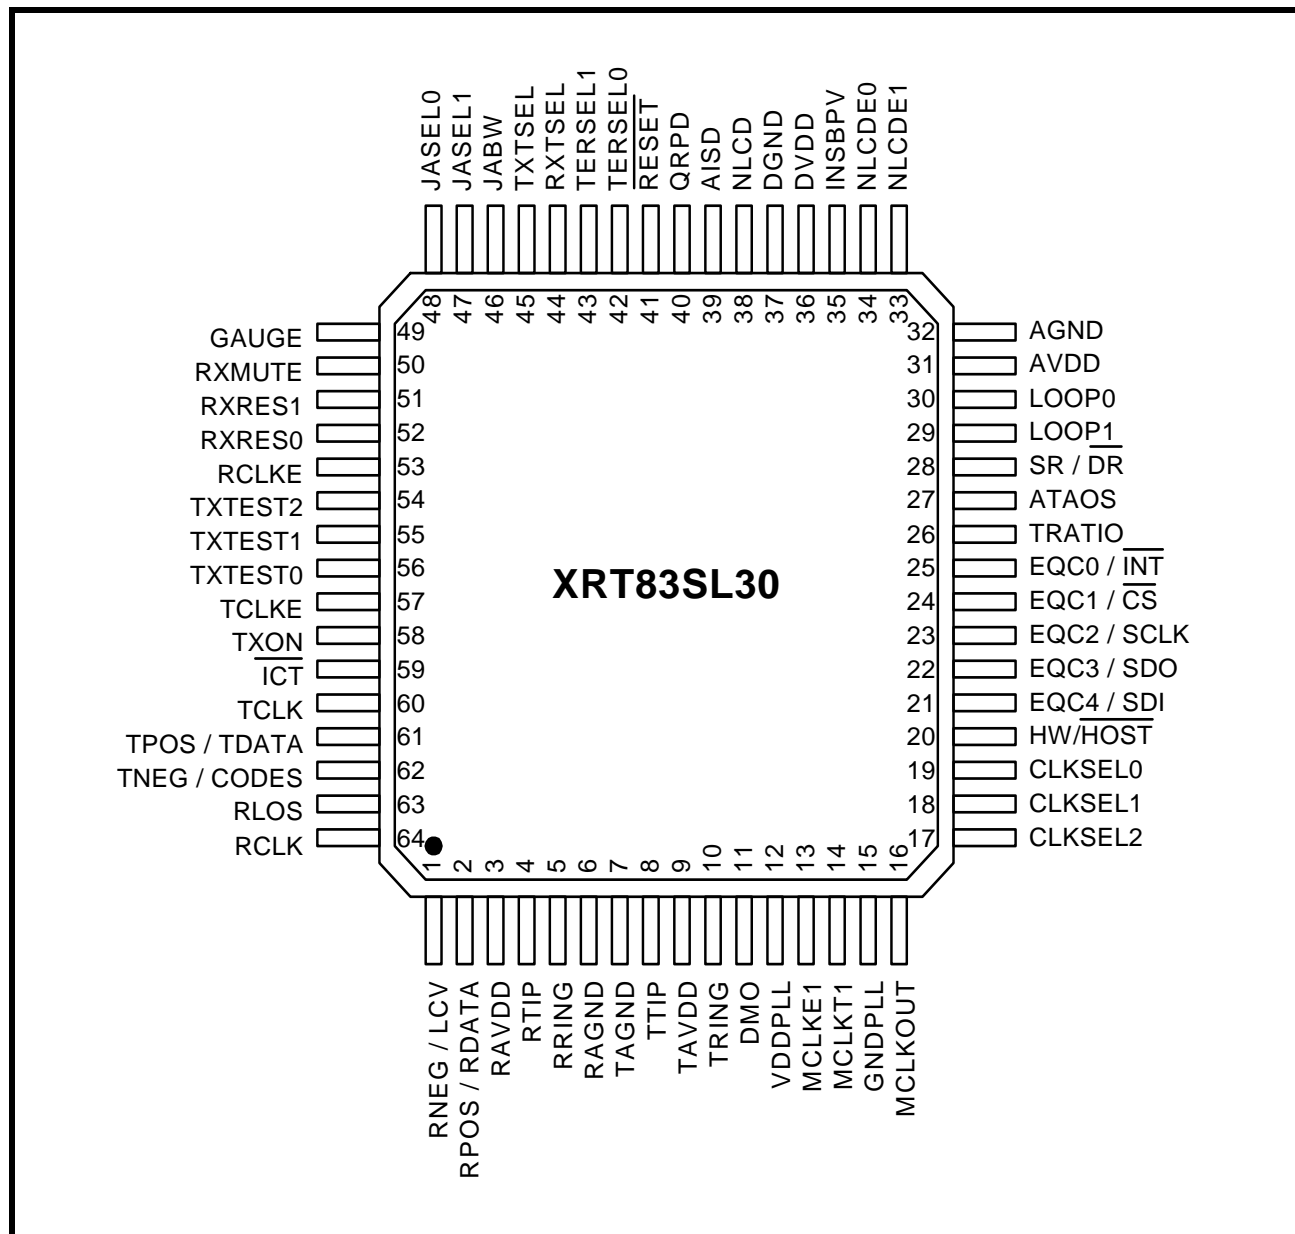 JASEL0
JASEL1
JABW
TXTSEL
RXTSEL
TERSEL1
TERSEL0
R̅E̅S̅E̅T̅
QRPD
AISD
NLCD
DGND
DVDD
INSBPV
NLCDE0
NLCDE1
48
47
46
45
44
43
42
41
40
39
38
37
36
35
34
33
GAUGE 49
RXMUTE 50
RXRES1 51
RXRES0 52
RCLKE 53
TXTEST2 54
TXTEST1 55
TXTEST0 56
TCLKE 57
TXON 58
I̅C̅T̅ 59
TCLK 60
TPOS / TDATA 61
TNEG / CODES 62
RLOS 63
RCLK 64
XRT83SL30
32 AGND
31 AVDD
30 LOOP0
29 LOOP1
28 SR / D̅R̅
27 ATAOS
26 TRATIO
25 EQC0 / I̅N̅T̅
24 EQC1 / C̅S̅
23 EQC2 / SCLK
22 EQC3 / SDO
21 EQC4 / SDI
20 HW/H̅O̅S̅T̅
19 CLKSEL0
18 CLKSEL1
17 CLKSEL2
1
2
3
4
5
6
7
8
9
10
11
12
13
14
15
16
RNEG / LCV
RPOS / RDATA
RAVDD
RTIP
RRING
RAGND
TAGND
TTIP
TAVDD
TRING
DMO
VDDPLL
MCLKE1
MCLKT1
GNDPLL
MCLKOUT